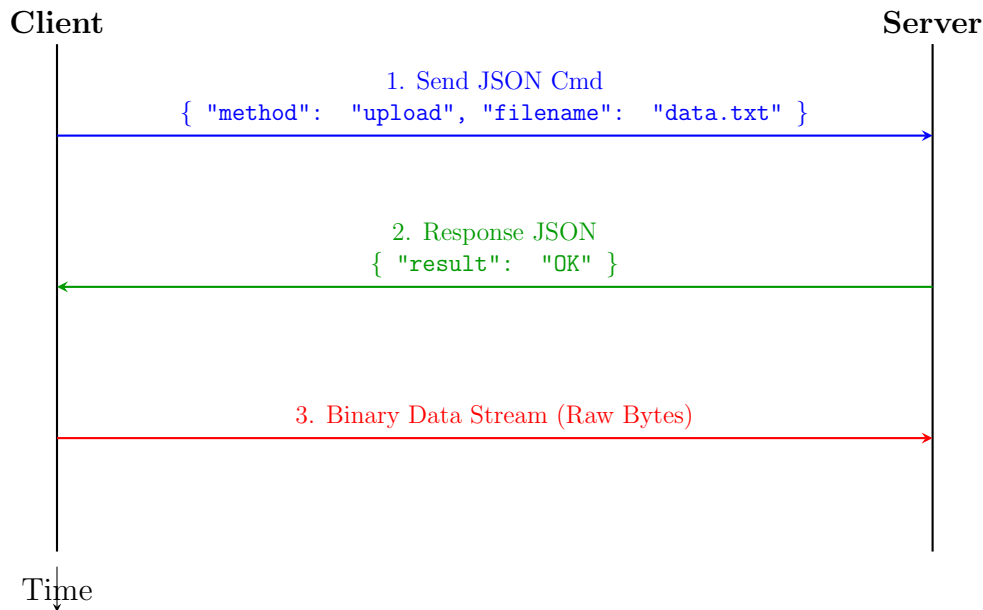 Client Server
1. Send JSON Cmd
{ "method": "upload", "filename": "data.txt" }
2. Response JSON
{ "result": "OK" }
3. Binary Data Stream (Raw Bytes)
Time